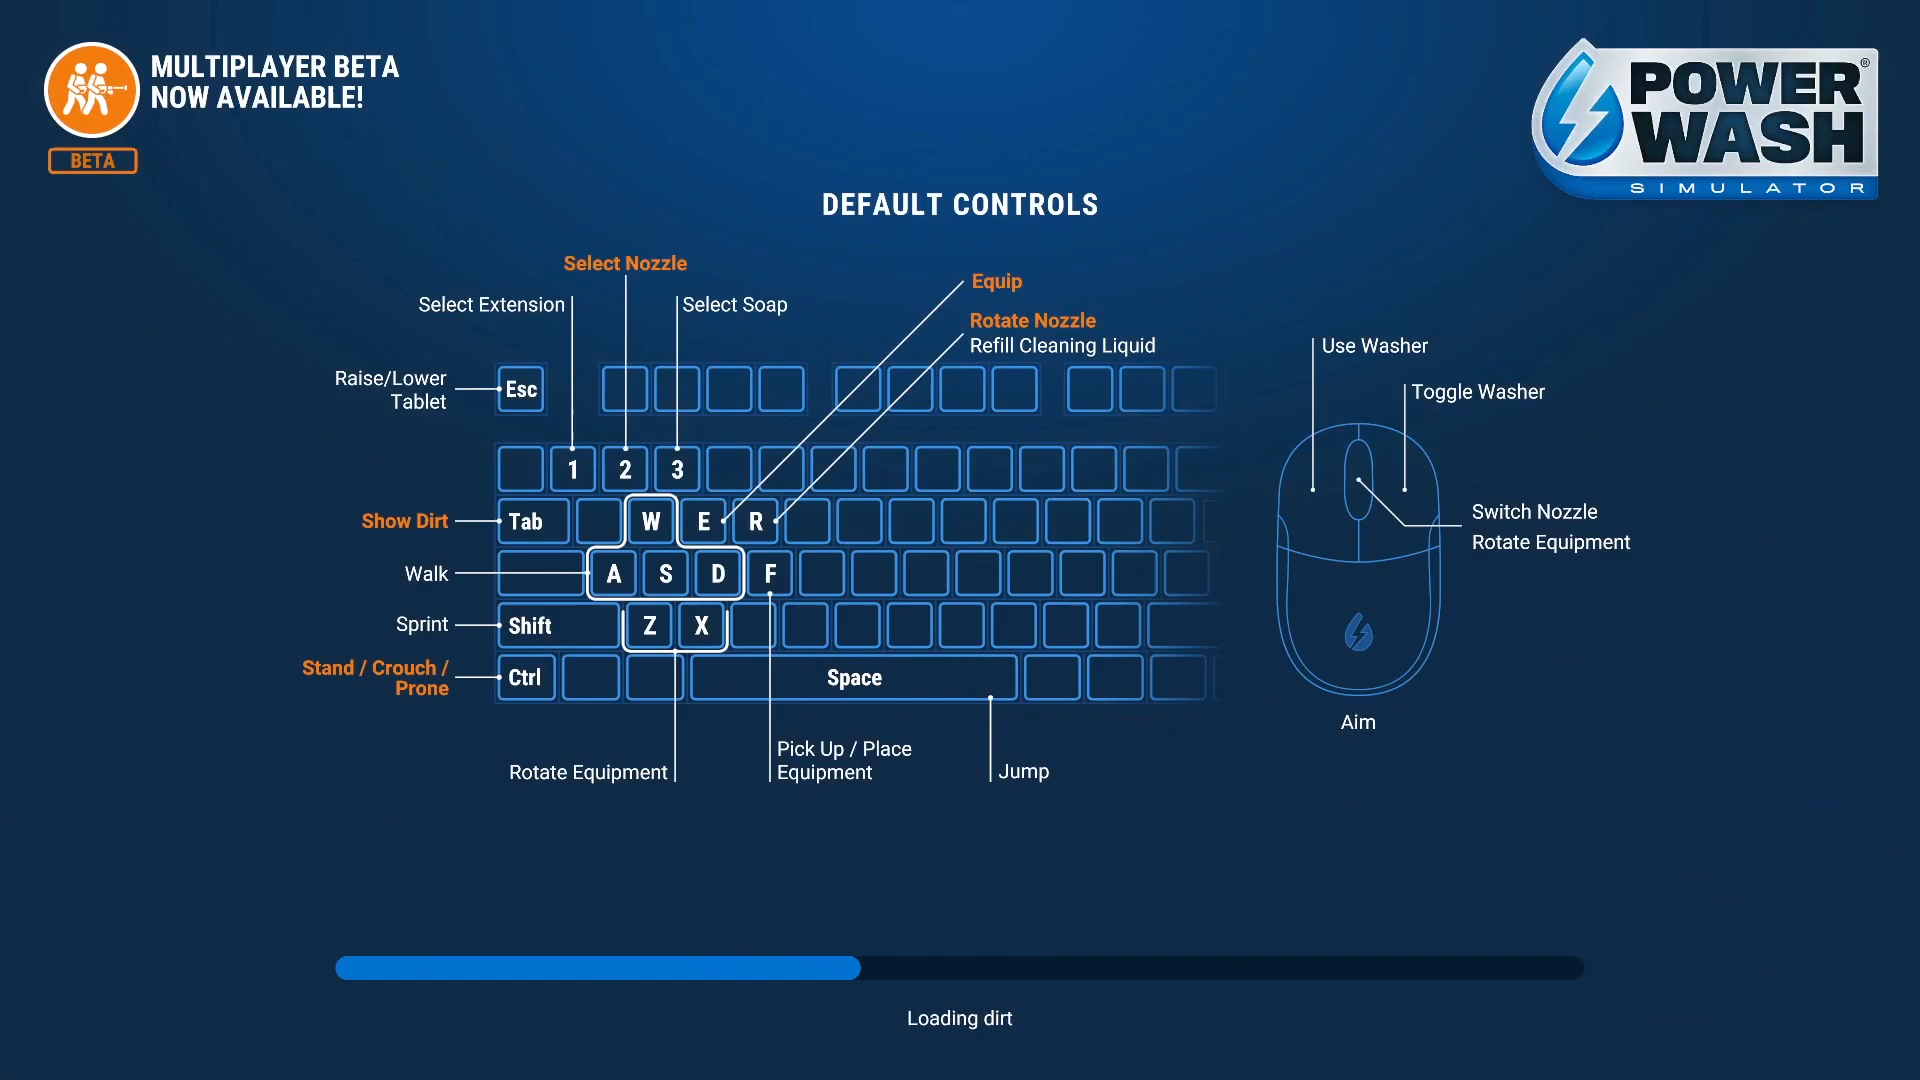 MULTIPLAYER BETA
NOW AVAILABLE!
BETA
POWER®
WASH
SIMULATOR
DEFAULT CONTROLS
Select Nozzle
Select Extension
Select Soap
Equip
Rotate Nozzle
Refill Cleaning Liquid
Raise/Lower
Tablet
Esc
1 2 3
Show Dirt
Tab W E R
Walk
A S D F
Sprint
Shift Z X
Stand / Crouch /
Prone
Ctrl Space
Rotate Equipment
Pick Up / Place
Equipment
Jump
Use Washer
Toggle Washer
Switch Nozzle
Rotate Equipment
Aim
Loading dirt